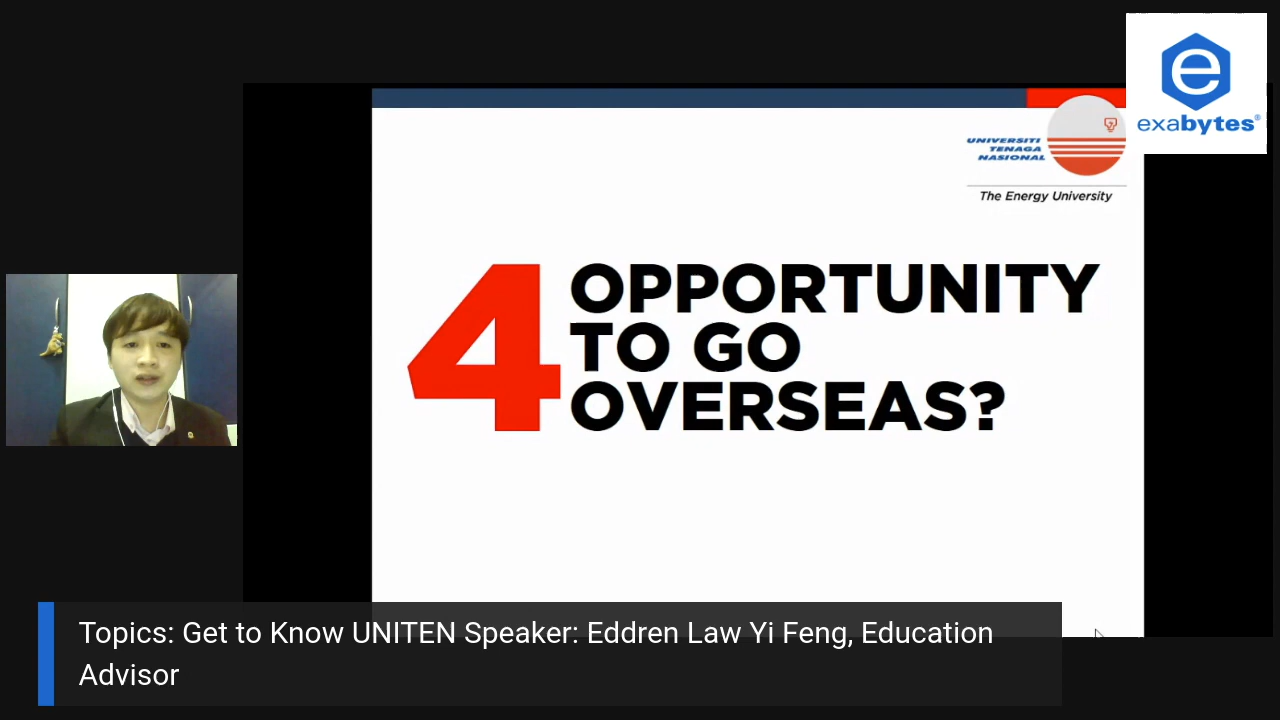 e
exabytes®
UNIVERSITI
TENAGA
NASIONAL
The Energy University
4 OPPORTUNITY
TO GO
OVERSEAS?
Topics: Get to Know UNITEN Speaker: Eddren Law Yi Feng, Education
Advisor